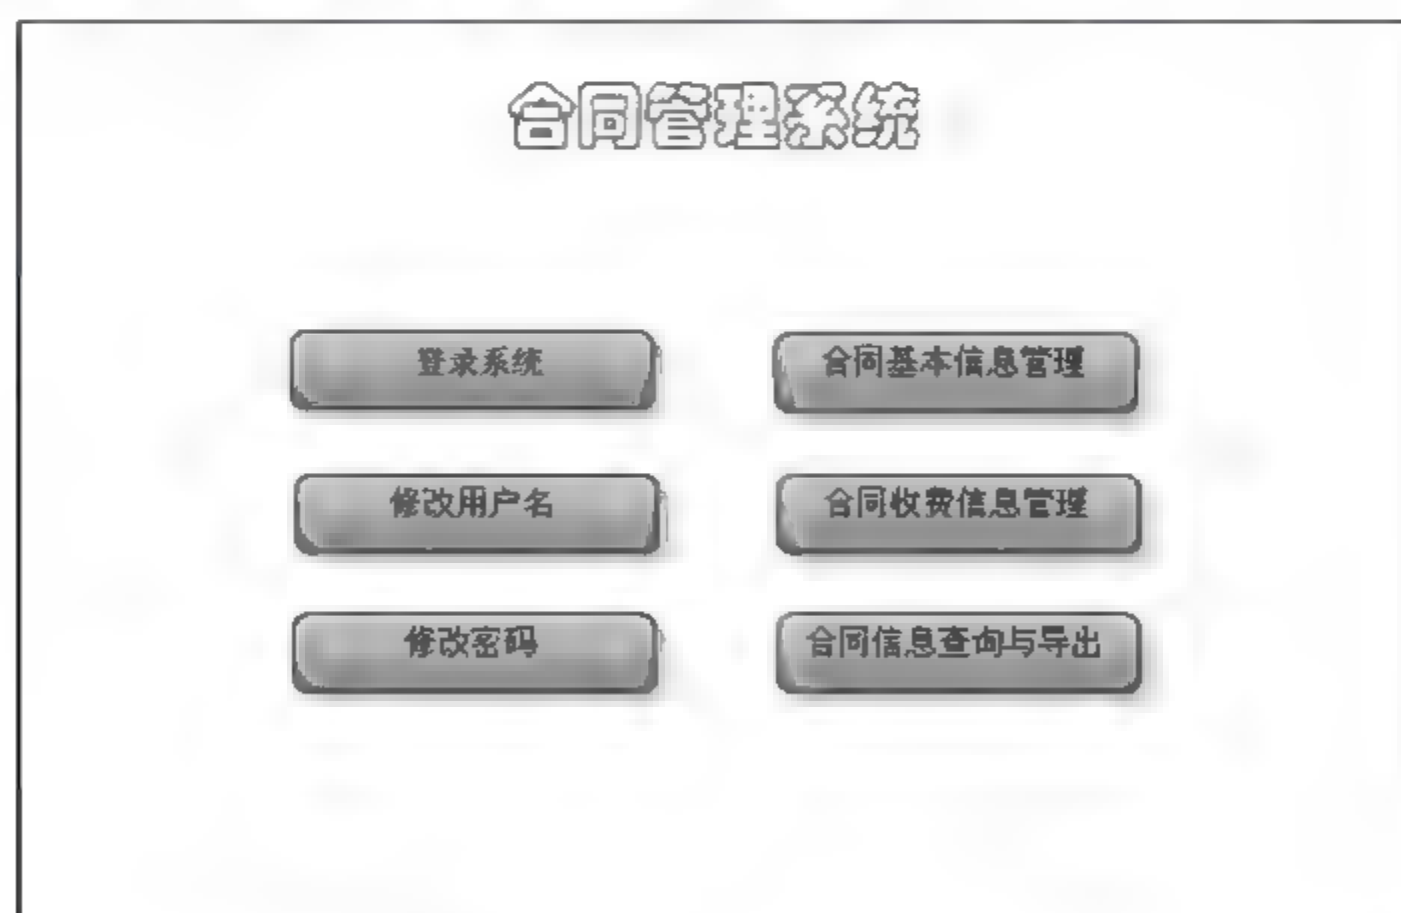 合同管理系统
登录系统
合同基本信息管理
修改用户名
合同收费信息管理
修改密码
合同信息查询与导出